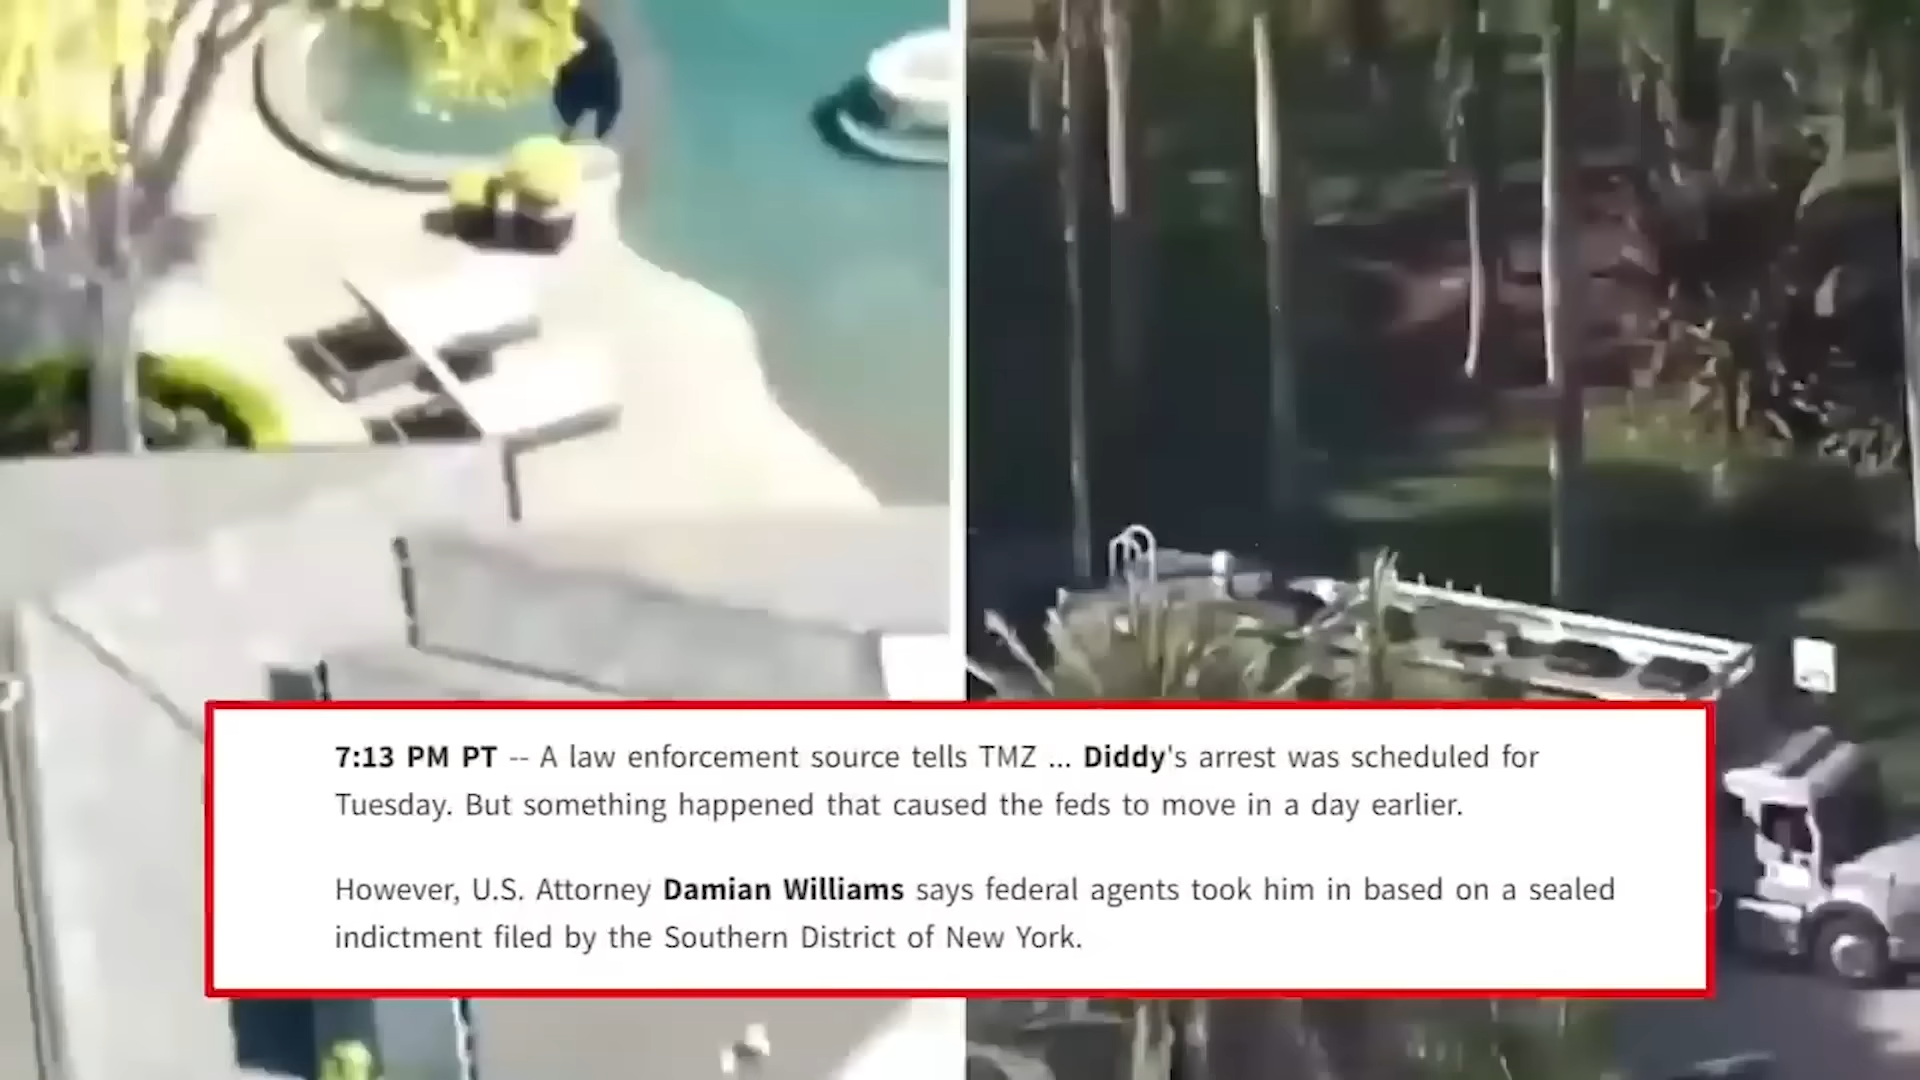 7:13 PM PT -- A law enforcement source tells TMZ ... Diddy's arrest was scheduled for
Tuesday. But something happened that caused the feds to move in a day earlier.
However, U.S. Attorney Damian Williams says federal agents took him in based on a sealed
indictment filed by the Southern District of New York.